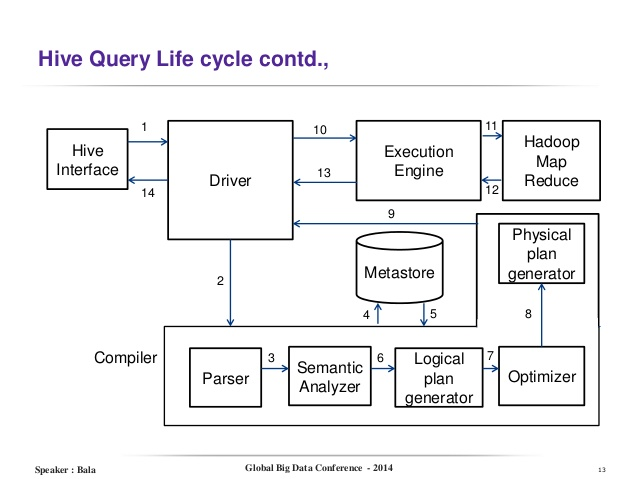 Hive Query Life cycle contd.,
1
10
11
Hive
Interface
Driver
Execution
Engine
Hadoop
Map
Reduce
14
13
12
9
2
Metastore
Physical
plan
generator
4
5
8
Compiler
Parser
3
Semantic
Analyzer
6
Logical
plan
generator
7
Optimizer
Speaker : Bala
Global Big Data Conference - 2014
13